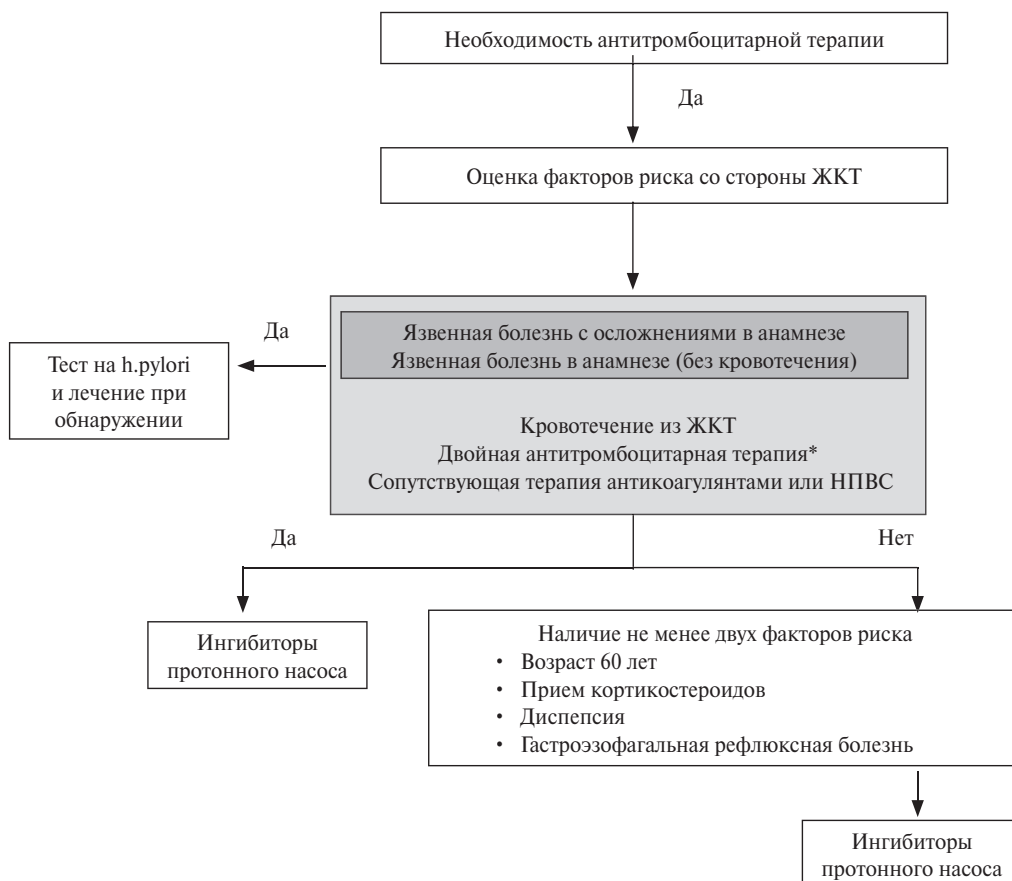 Необходимость антитромбоцитарной терапии
Да
Оценка факторов риска со стороны ЖКТ
Да
Тест на h.pylori
и лечение при
обнаружении
Язвенная болезнь с осложнениями в анамнезе
Язвенная болезнь в анамнезе (без кровотечения)
Кровотечение из ЖКТ
Двойная антитромбоцитарная терапия*
Сопутствующая терапия антикоагулянтами или НПВС
Да
Нет
Ингибиторы
протонного насоса
Наличие не менее двух факторов риска
• Возраст 60 лет
• Прием кортикостероидов
• Диспепсия
• Гастроэзофагальная рефлюксная болезнь
Ингибиторы
протонного насоса